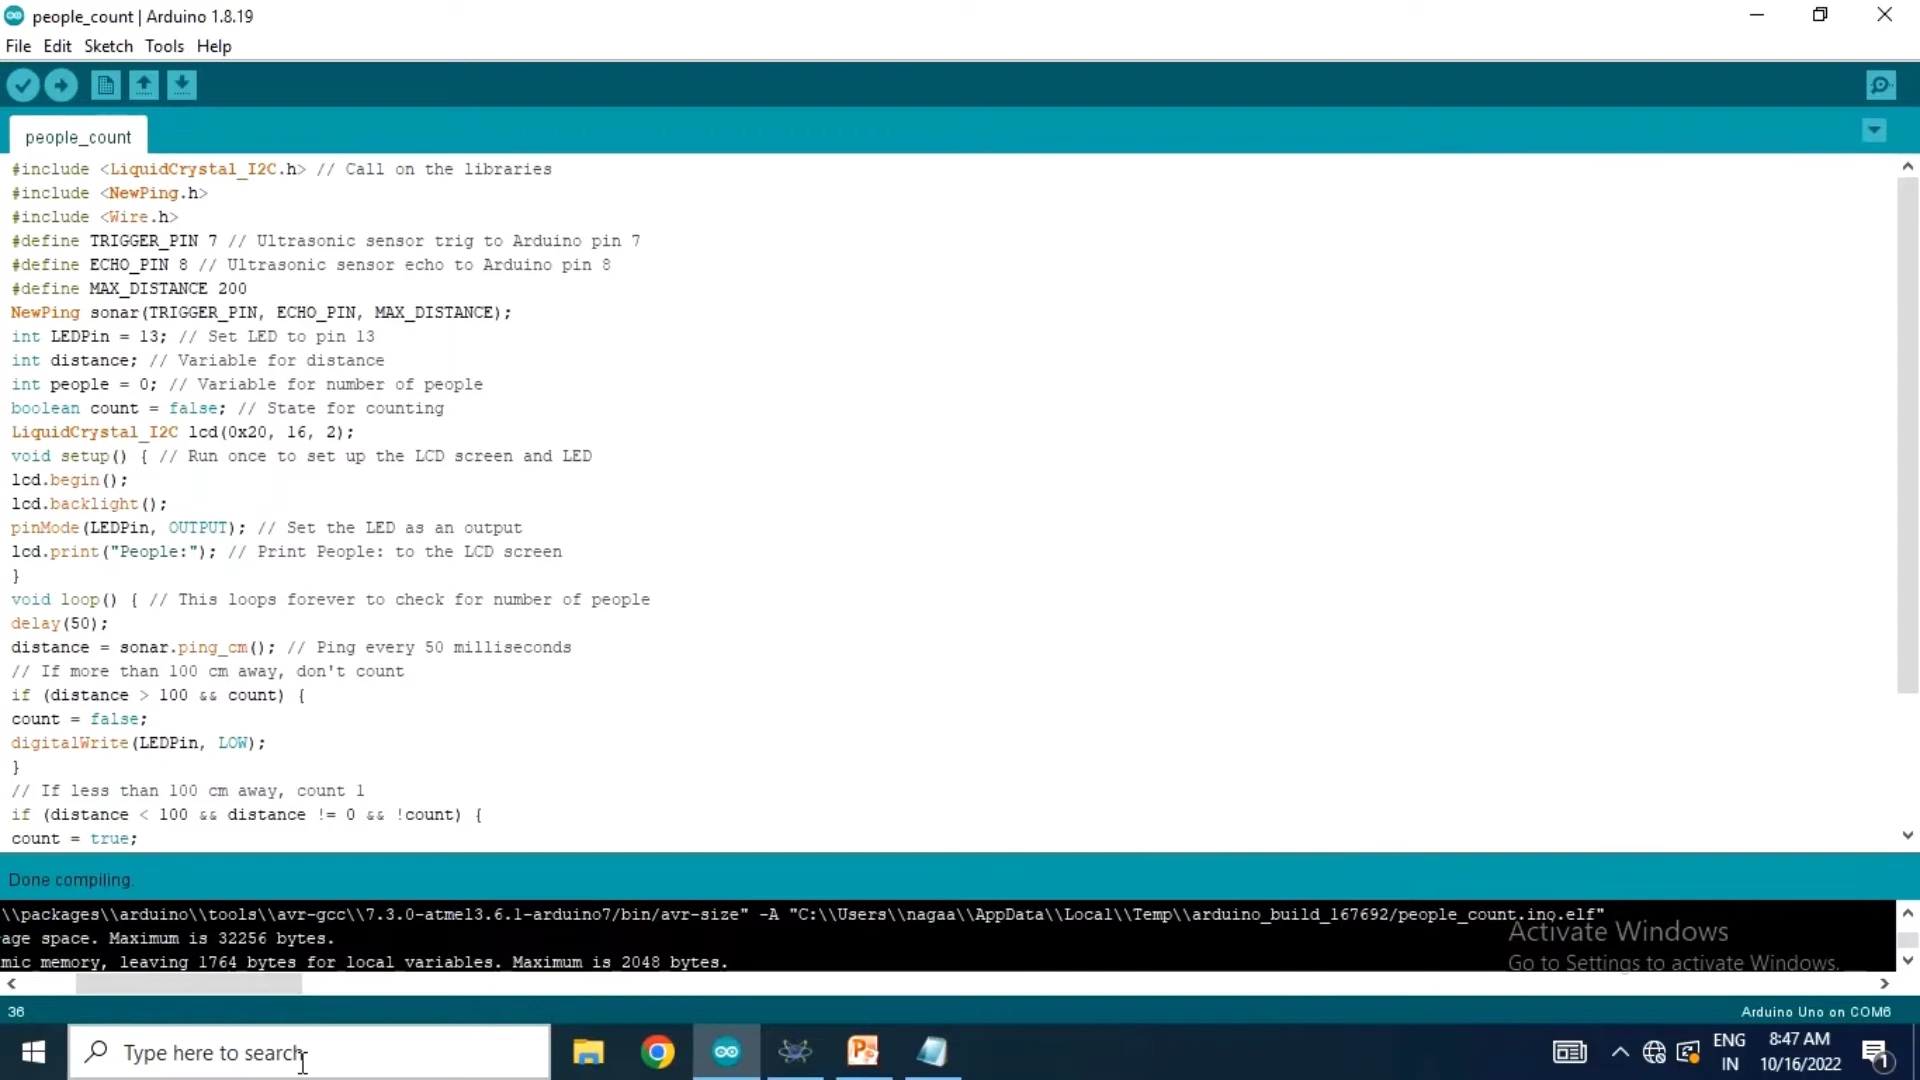 people_count | Arduino 1.8.19
File Edit Sketch Tools Help
people_count
#include <LiquidCrystal_I2C.h> // Call on the libraries
#include <NewPing.h>
#include <Wire.h>
#define TRIGGER_PIN 7 // Ultrasonic sensor trig to Arduino pin 7
#define ECHO_PIN 8 // Ultrasonic sensor echo to Arduino pin 8
#define MAX_DISTANCE 200
NewPing sonar(TRIGGER_PIN, ECHO_PIN, MAX_DISTANCE);
int LEDPin = 13; // Set LED to pin 13
int distance; // Variable for distance
int people = 0; // Variable for number of people
boolean count = false; // State for counting
LiquidCrystal_I2C lcd(0x20, 16, 2);
void setup() { // Run once to set up the LCD screen and LED
lcd.begin();
lcd.backlight();
pinMode(LEDPin, OUTPUT); // Set the LED as an output
lcd.print("People:"); // Print People: to the LCD screen
}
void loop() { // This loops forever to check for number of people
delay(50);
distance = sonar.ping_cm(); // Ping every 50 milliseconds
// If more than 100 cm away, don't count
if (distance > 100 && count) {
count = false;
digitalWrite(LEDPin, LOW);
}
// If less than 100 cm away, count 1
if (distance < 100 && distance != 0 && !count) {
count = true;
Done compiling.
\\packages\\arduino\\tools\\avr-gcc\\7.3.0-atmel3.6.1-arduino7/bin/avr-size" -A "C:\\Users\\nagaa\\AppData\\Local\\Temp\\arduino_build_167692/people_count.ino.elf"
age space. Maximum is 32256 bytes.
mic memory, leaving 1764 bytes for local variables. Maximum is 2048 bytes.
Activate Windows
Go to Settings to activate Windows.
36
Arduino Uno on COM6
Type here to search
ENG
IN
8:47 AM
10/16/2022
1